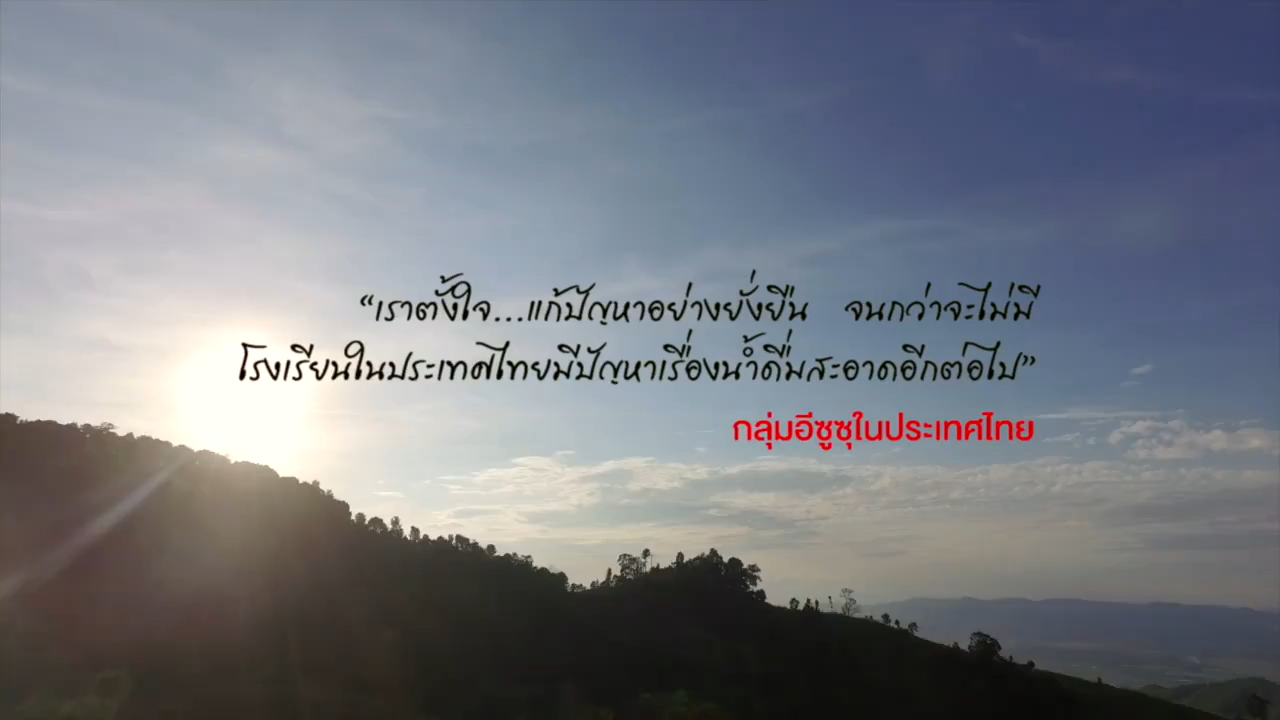 “เราตั้งใจ...แก้ปัญหาอย่างยั่งยืน จนกว่าจะไม่มี
โรงเรียนในประเทศไทยมีปัญหาเรื่องน้ำดื่มสะอาดอีกต่อไป”
กลุ่มอีซูซุในประเทศไทย